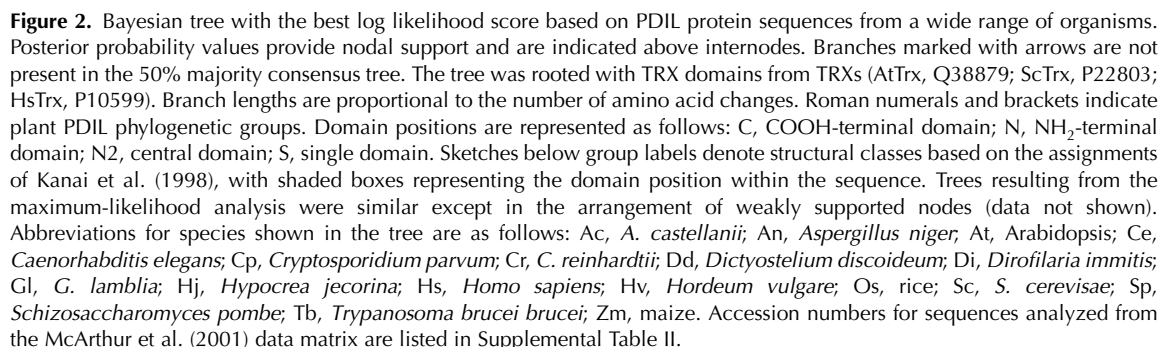 Figure 2. Bayesian tree with the best log likelihood score based on PDIL protein sequences from a wide range of organisms.
Posterior probability values provide nodal support and are indicated above internodes. Branches marked with arrows are not
present in the 50% majority consensus tree. The tree was rooted with TRX domains from TRXs (AtTrx, Q38879; ScTrx, P22803;
HsTrx, P10599). Branch lengths are proportional to the number of amino acid changes. Roman numerals and brackets indicate
plant PDIL phylogenetic groups. Domain positions are represented as follows: C, COOH-terminal domain; N, NH2-terminal
domain; N2, central domain; S, single domain. Sketches below group labels denote structural classes based on the assignments
of Kanai et al. (1998), with shaded boxes representing the domain position within the sequence. Trees resulting from the
maximum-likelihood analysis were similar except in the arrangement of weakly supported nodes (data not shown).
Abbreviations for species shown in the tree are as follows: Ac, A. castellanii; An, Aspergillus niger; At, Arabidopsis; Ce,
Caenorhabditis elegans; Cp, Cryptosporidium parvum; Cr, C. reinhardtii; Dd, Dictyostelium discoideum; Di, Dirofilaria immitis;
Gl, G. lamblia; Hj, Hypocrea jecorina; Hs, Homo sapiens; Hv, Hordeum vulgare; Os, rice; Sc, S. cerevisae; Sp,
Schizosaccharomyces pombe; Tb, Trypanosoma brucei brucei; Zm, maize. Accession numbers for sequences analyzed from
the McArthur et al. (2001) data matrix are listed in Supplemental Table II.